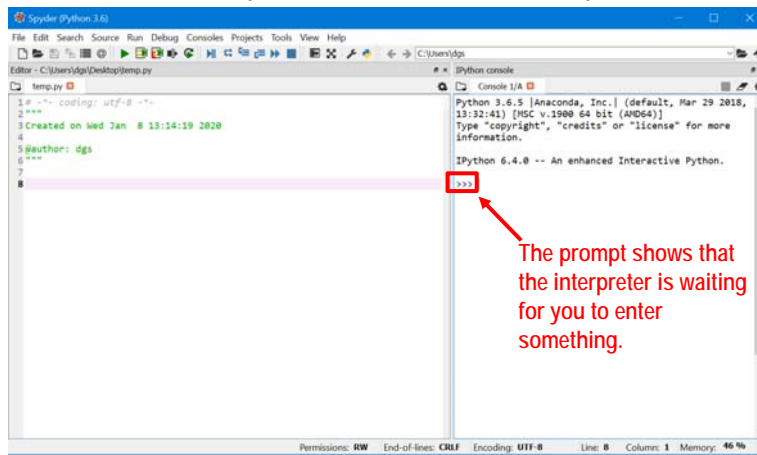 Spyder (Python 3.6)
File Edit Search Source Run Debug Consoles Projects Tools View Help
C:\Users\dgs
Editor - C:\Users\dgs\Desktop\temp.py
IPython console
temp.py
Console 1/A
1 # -*- coding: utf-8 -*-
2 """
3 Created on Wed Jan  8 13:14:19 2020
4
5 @author: dgs
6 """
7
8
Python 3.6.5 |Anaconda, Inc.| (default, Mar 29 2018,
13:32:41) [MSC v.1900 64 bit (AMD64)]
Type "copyright", "credits" or "license" for more
information.
IPython 6.4.0 -- An enhanced Interactive Python.
>>>
The prompt shows that
the interpreter is waiting
for you to enter
something.
Permissions: RW End-of-lines: CRLF Encoding: UTF-8 Line: 8 Column: 1 Memory: 46 %